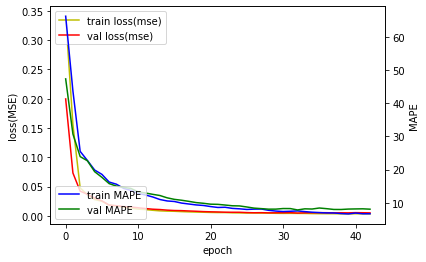 0.35
0.30
0.25
0.20
0.15
0.10
0.05
0.00
loss(MSE)
train loss(mse)
val loss(mse)
train MAPE
val MAPE
60
50
40
30
20
10
MAPE
0
10
20
30
40
epoch